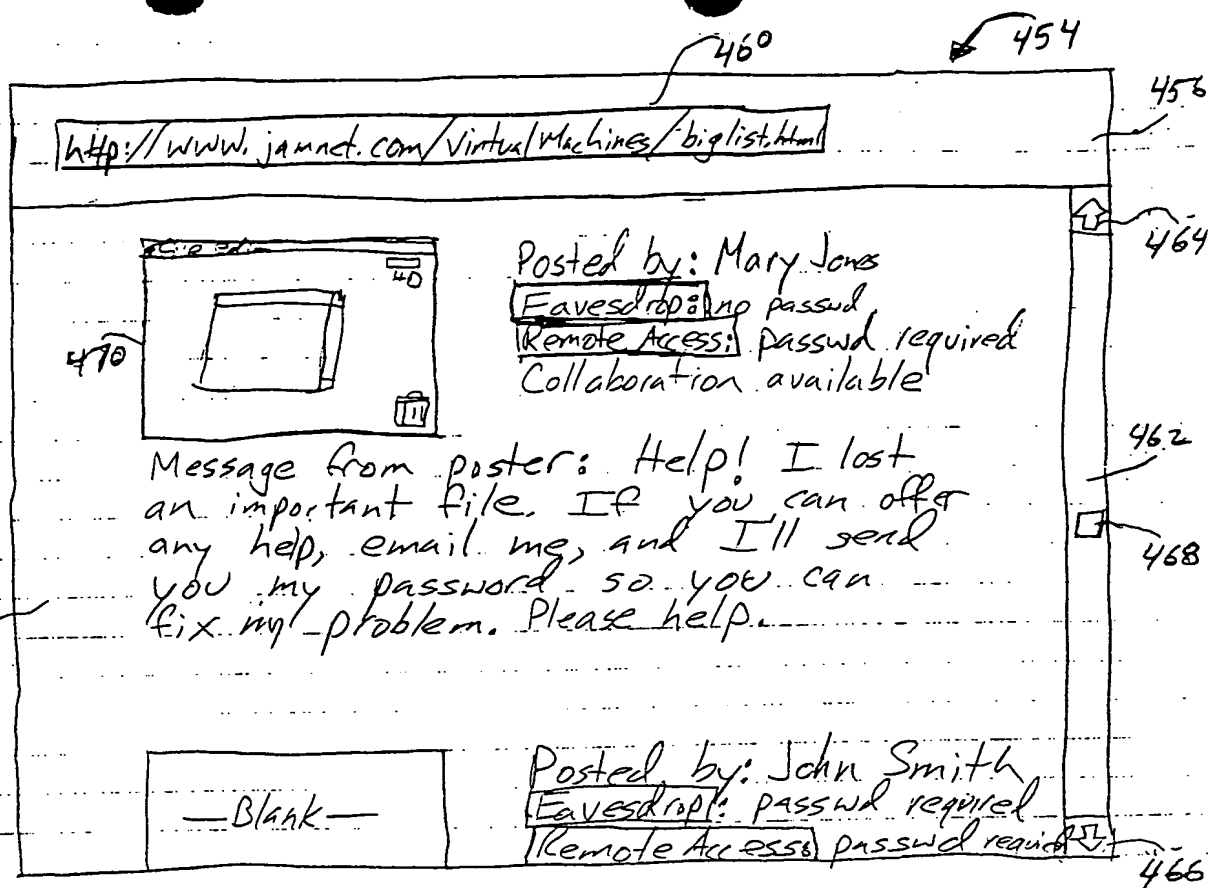 460
454
456
http://www.jamnet.com/VirtualMachines/biglist.html
464
HD
470
Posted by: Mary Jones
Eavesdrop: no passwd
Remote Access: passwd required
Collaboration available
462
Message from poster: Help! I lost
an important file. If you can offer
any help, email me, and I'll send
you my password so you can
fix my problem. Please help.
468
—Blank—
Posted by: John Smith
Eavesdrop: passwd required
Remote Access: passwd required
466